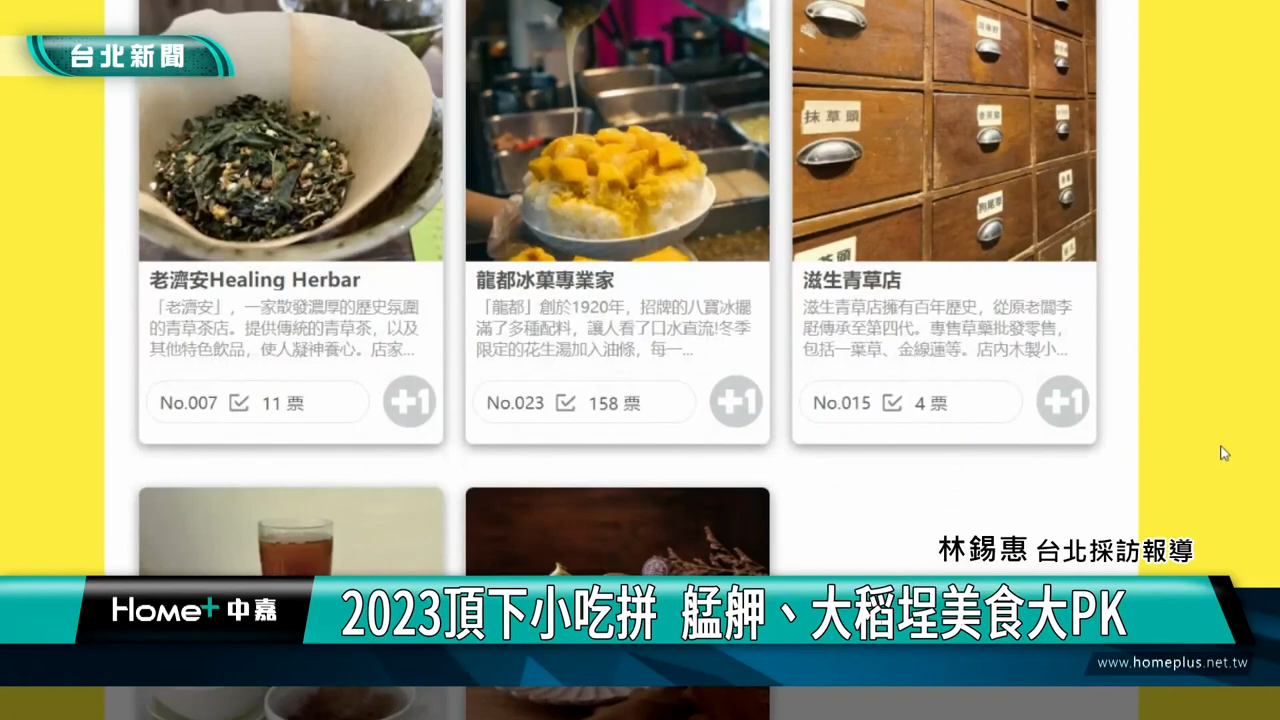 台北新聞
抹草頭
狗尾草
茶頭
老濟安Healing Herbar
「老濟安」，一家散發濃厚的歷史氛圍
的青草茶店。提供傳統的青草茶，以及
其他特色飲品，使人凝神養心。店家...
No.007 11 票
+1
龍都冰菓專業家
「龍都」創於1920年，招牌的八寶冰擺
滿了多種配料，讓人看了口水直流!冬季
限定的花生湯加入油條，每一...
No.023 158 票
+1
滋生青草店
滋生青草店擁有百年歷史，從原老闆李
㞐傳承至第四代。專售草藥批發零售，
包括一葉草、金線蓮等。店內木製小...
No.015 4 票
+1
林錫惠 台北採訪報導
Home+ 中嘉
2023頂下小吃拼 艋舺、大稻埕美食大PK
www.homeplus.net.tw